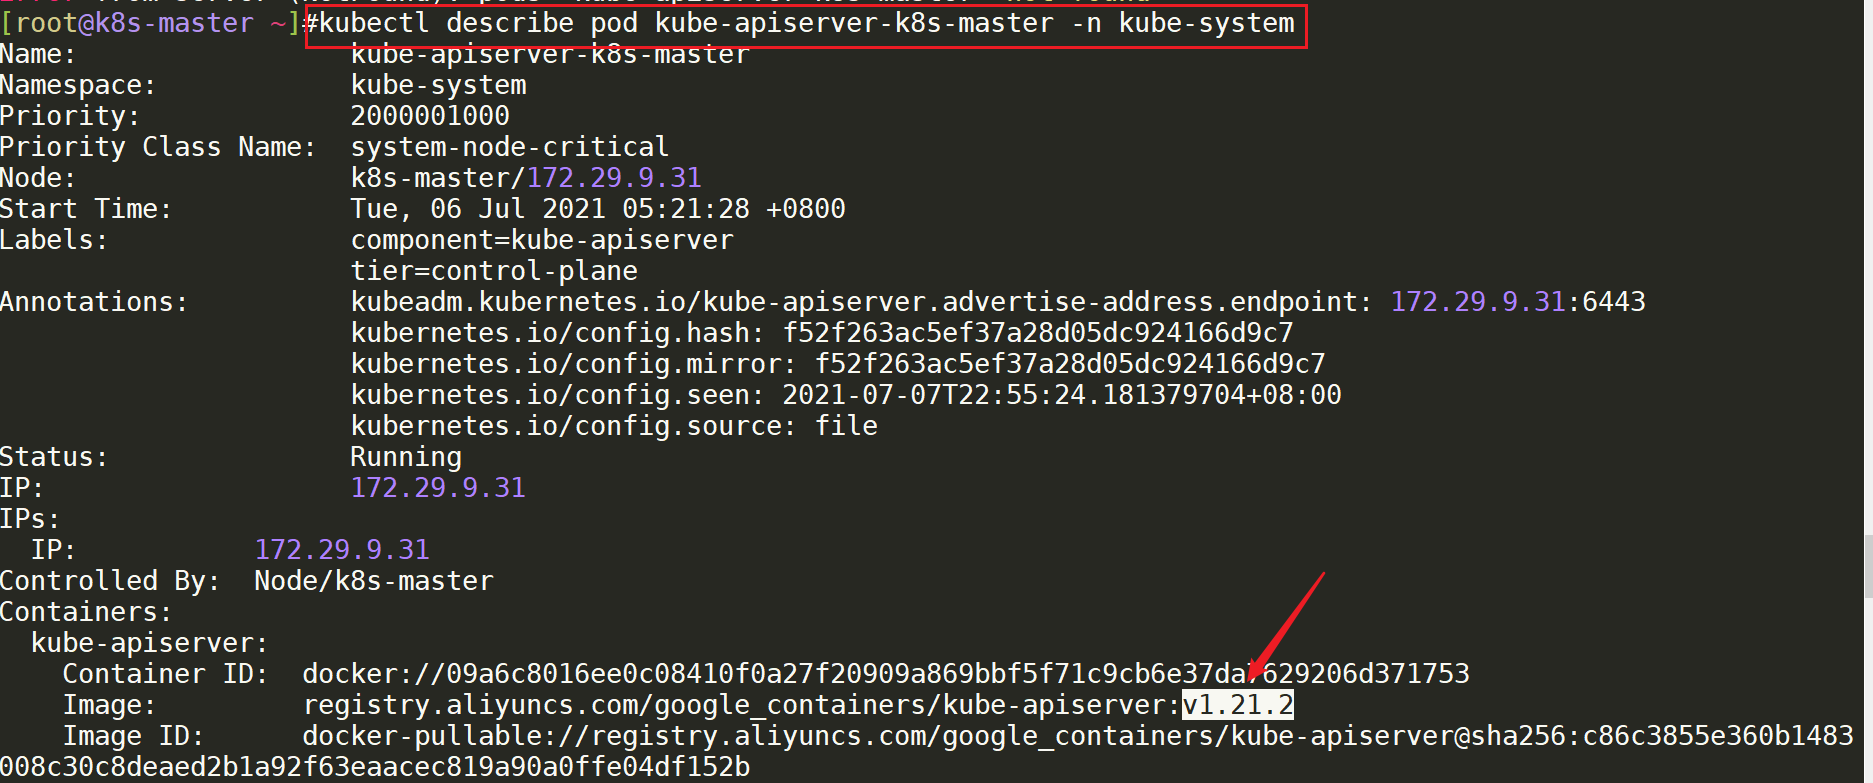 [root@k8s-master ~]#kubectl describe pod kube-apiserver-k8s-master -n kube-system
Name:                 kube-apiserver-k8s-master
Namespace:            kube-system
Priority:             2000001000
Priority Class Name:  system-node-critical
Node:                 k8s-master/172.29.9.31
Start Time:           Tue, 06 Jul 2021 05:21:28 +0800
Labels:               component=kube-apiserver
                      tier=control-plane
Annotations:          kubeadm.kubernetes.io/kube-apiserver.advertise-address.endpoint: 172.29.9.31:6443
                      kubernetes.io/config.hash: f52f263ac5ef37a28d05dc924166d9c7
                      kubernetes.io/config.mirror: f52f263ac5ef37a28d05dc924166d9c7
                      kubernetes.io/config.seen: 2021-07-07T22:55:24.181379704+08:00
                      kubernetes.io/config.source: file
Status:               Running
IP:                   172.29.9.31
IPs:
  IP:           172.29.9.31
Controlled By:  Node/k8s-master
Containers:
  kube-apiserver:
    Container ID:  docker://09a6c8016ee0c08410f0a27f20909a869bbf5f71c9cb6e37da7629206d371753
    Image:         registry.aliyuncs.com/google_containers/kube-apiserver:v1.21.2
    Image ID:      docker-pullable://registry.aliyuncs.com/google_containers/kube-apiserver@sha256:c86c3855e360b1483
008c30c8deaed2b1a92f63eaacec819a90a0ffe04df152b